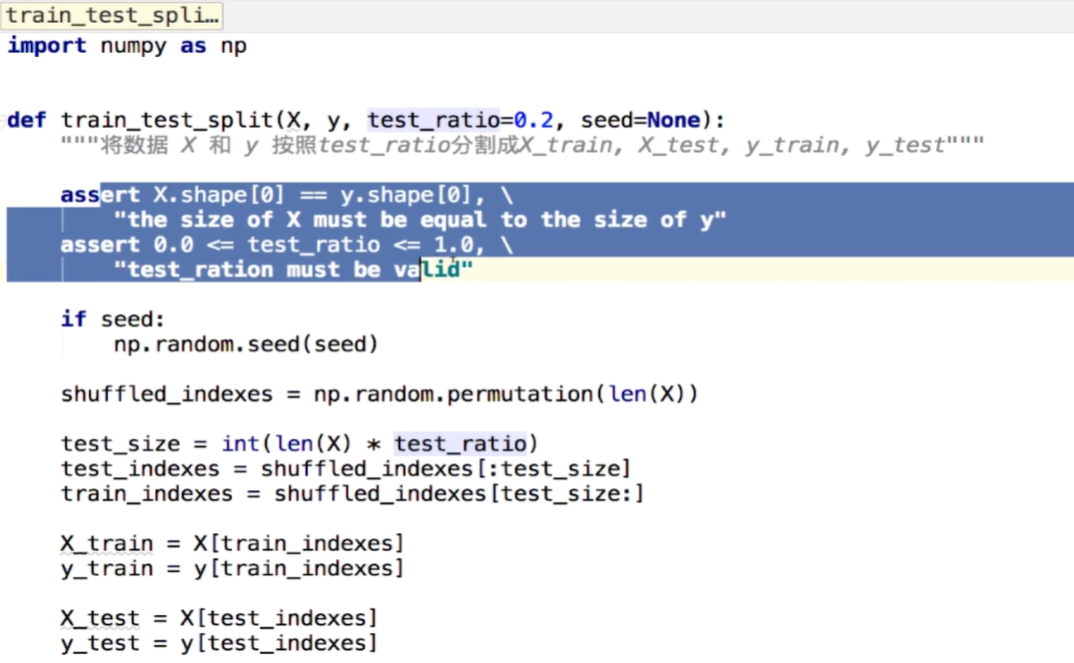 train_test_spli…
import numpy as np
def train_test_split(X, y, test_ratio=0.2, seed=None):
"""将数据 X 和 y 按照test_ratio分割成X_train, X_test, y_train, y_test"""
assert X.shape[0] == y.shape[0], \
"the size of X must be equal to the size of y"
assert 0.0 <= test_ratio <= 1.0, \
"test_ration must be valid"
if seed:
np.random.seed(seed)
shuffled_indexes = np.random.permutation(len(X))
test_size = int(len(X) * test_ratio)
test_indexes = shuffled_indexes[:test_size]
train_indexes = shuffled_indexes[test_size:]
X_train = X[train_indexes]
y_train = y[train_indexes]
X_test = X[test_indexes]
y_test = y[test_indexes]